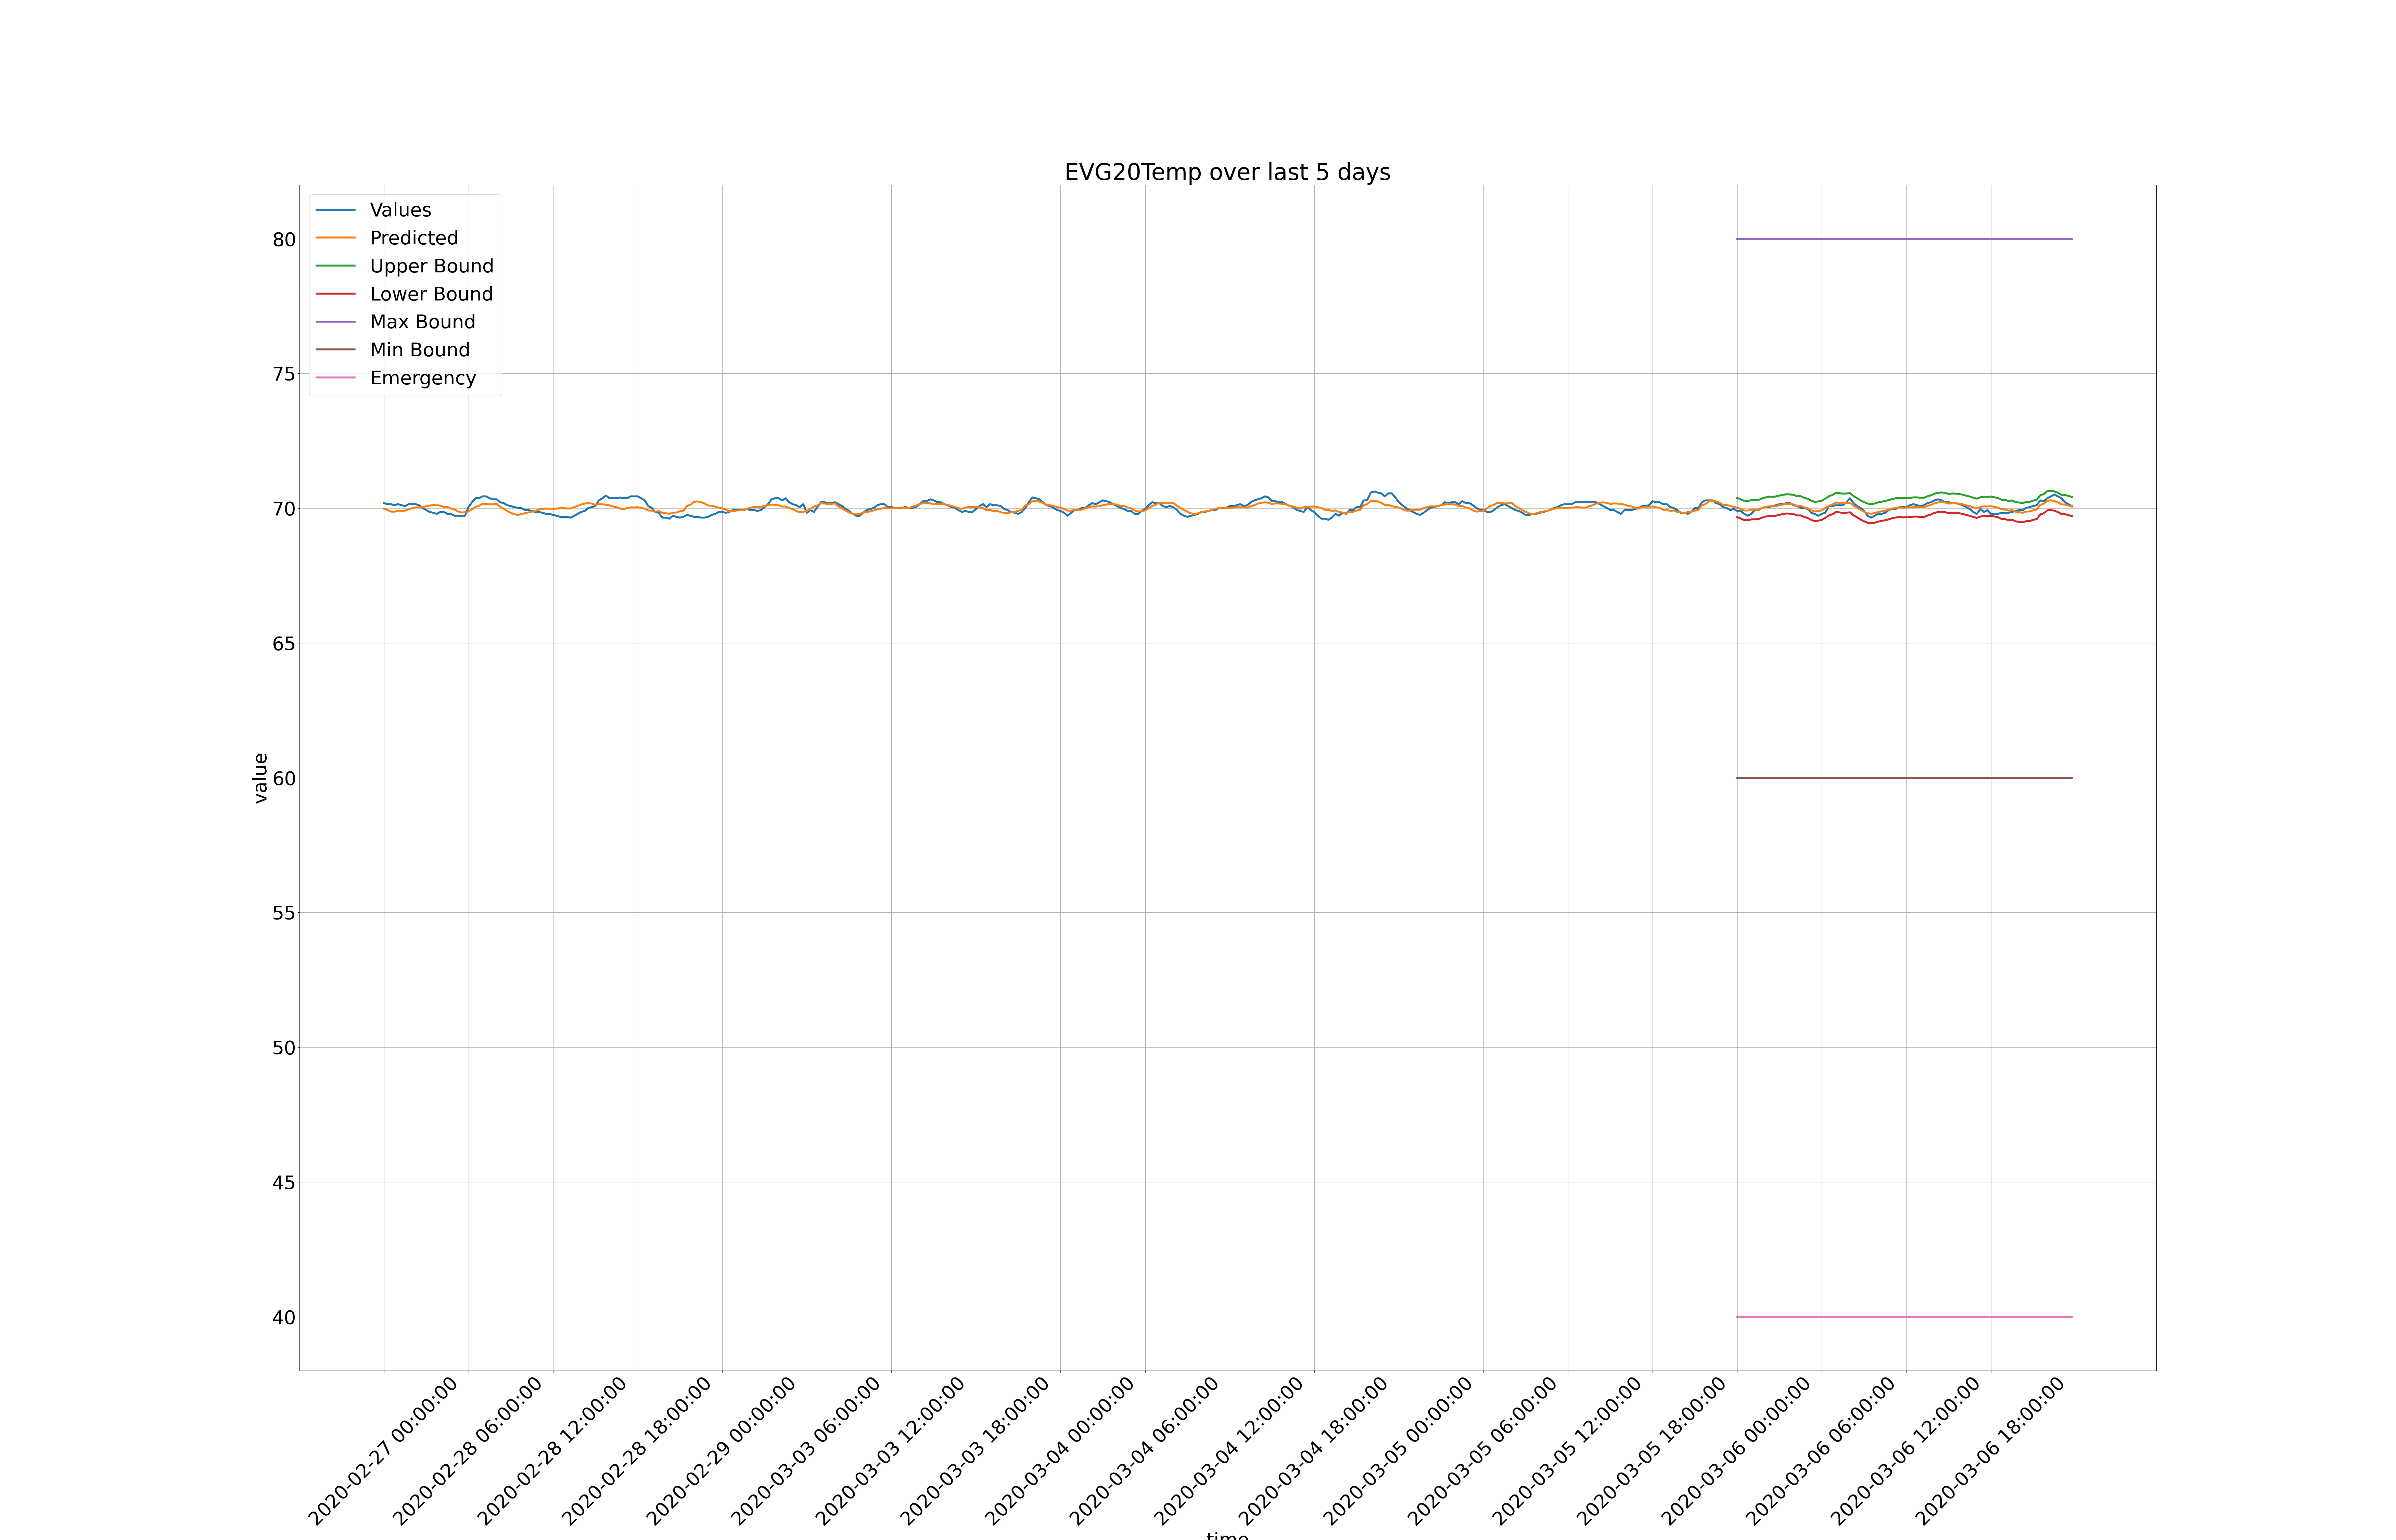 EVG20Temp over last 5 days
Values
Predicted
Upper Bound
Lower Bound
Max Bound
Min Bound
Emergency
80
75
70
65
60
55
50
45
40
value
2020-02-27 00:00:00
2020-02-28 06:00:00
2020-02-28 12:00:00
2020-02-28 18:00:00
2020-02-29 00:00:00
2020-03-03 06:00:00
2020-03-03 12:00:00
2020-03-03 18:00:00
2020-03-04 00:00:00
2020-03-04 06:00:00
2020-03-04 12:00:00
2020-03-04 18:00:00
2020-03-05 00:00:00
2020-03-05 06:00:00
2020-03-05 12:00:00
2020-03-05 18:00:00
2020-03-06 00:00:00
2020-03-06 06:00:00
2020-03-06 12:00:00
2020-03-06 18:00:00
time